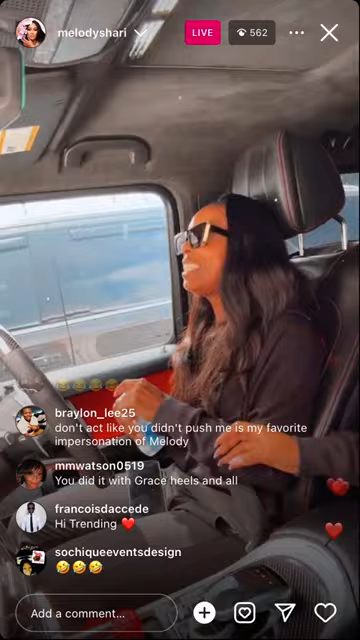 melodyshari
LIVE
562
braylon_lee25
don't act like you didn't push me is my favorite
impersonation of Melody
mmwatson0519
You did it with Grace heels and all
francoisdaccede
Hi Trending ❤️
sochiqueeventsdesign
🤣🤣🤣
Add a comment...